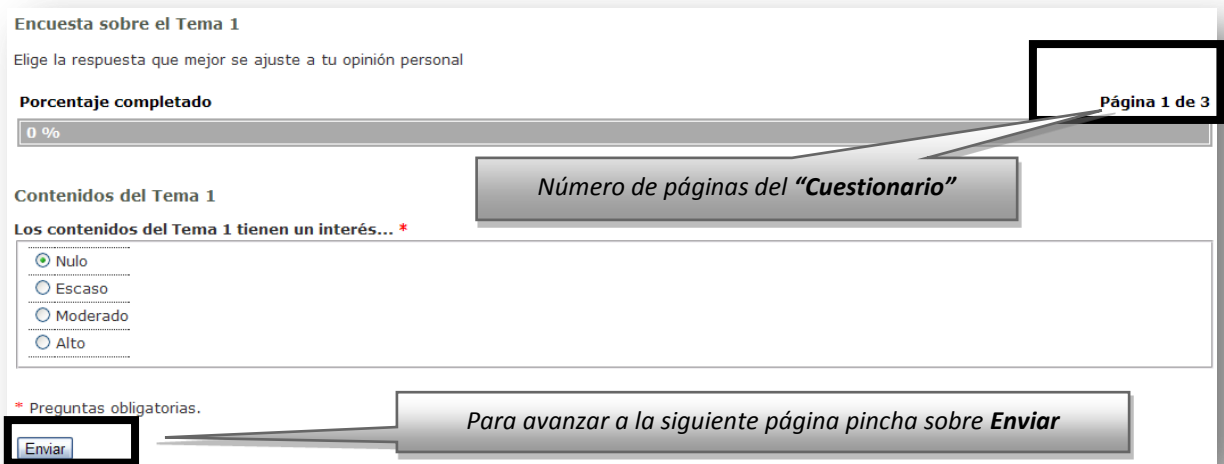 Encuesta sobre el Tema 1
Elige la respuesta que mejor se ajuste a tu opinión personal
Porcentaje completado
Página 1 de 3
0 %
Número de páginas del “Cuestionario”
Contenidos del Tema 1
Los contenidos del Tema 1 tienen un interés... *
Nulo
Escaso
Moderado
Alto
* Preguntas obligatorias.
Para avanzar a la siguiente página pincha sobre Enviar
Enviar